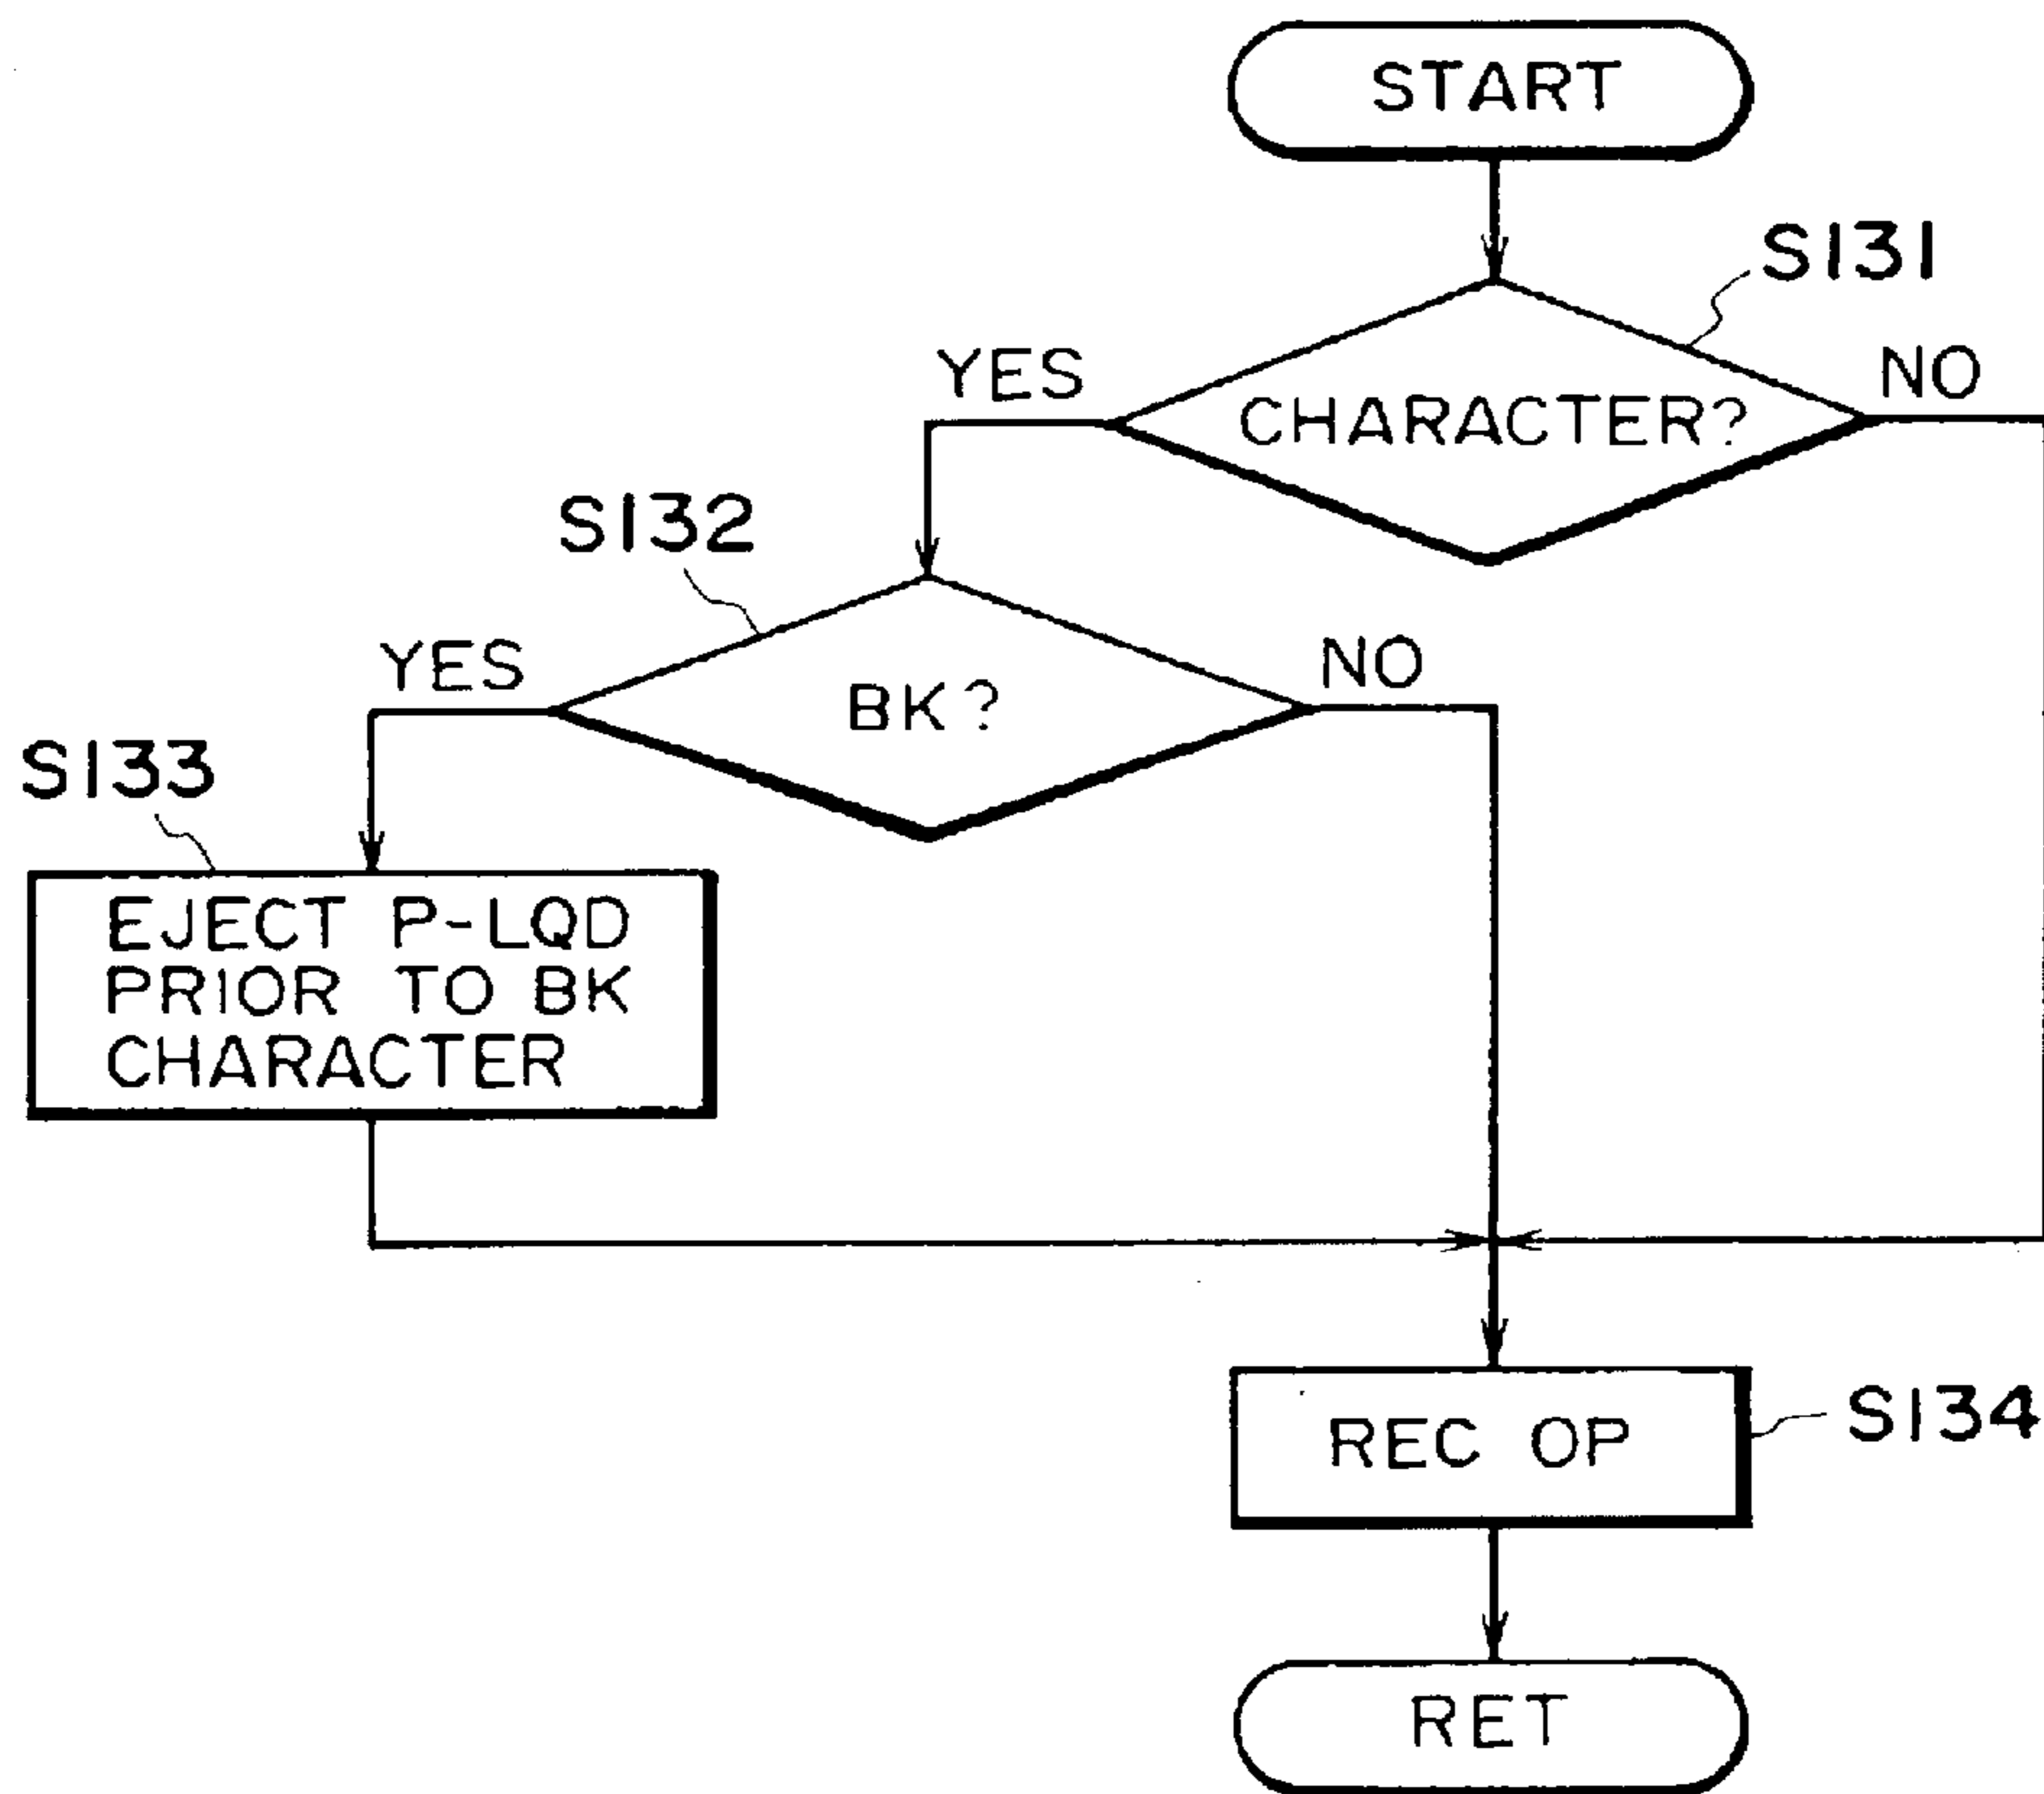 START
S131
YES
CHARACTER?
NO
S132
YES
BK?
NO
S133
EJECT P-LQD
PRIOR TO BK
CHARACTER
REC OP
S134
RET